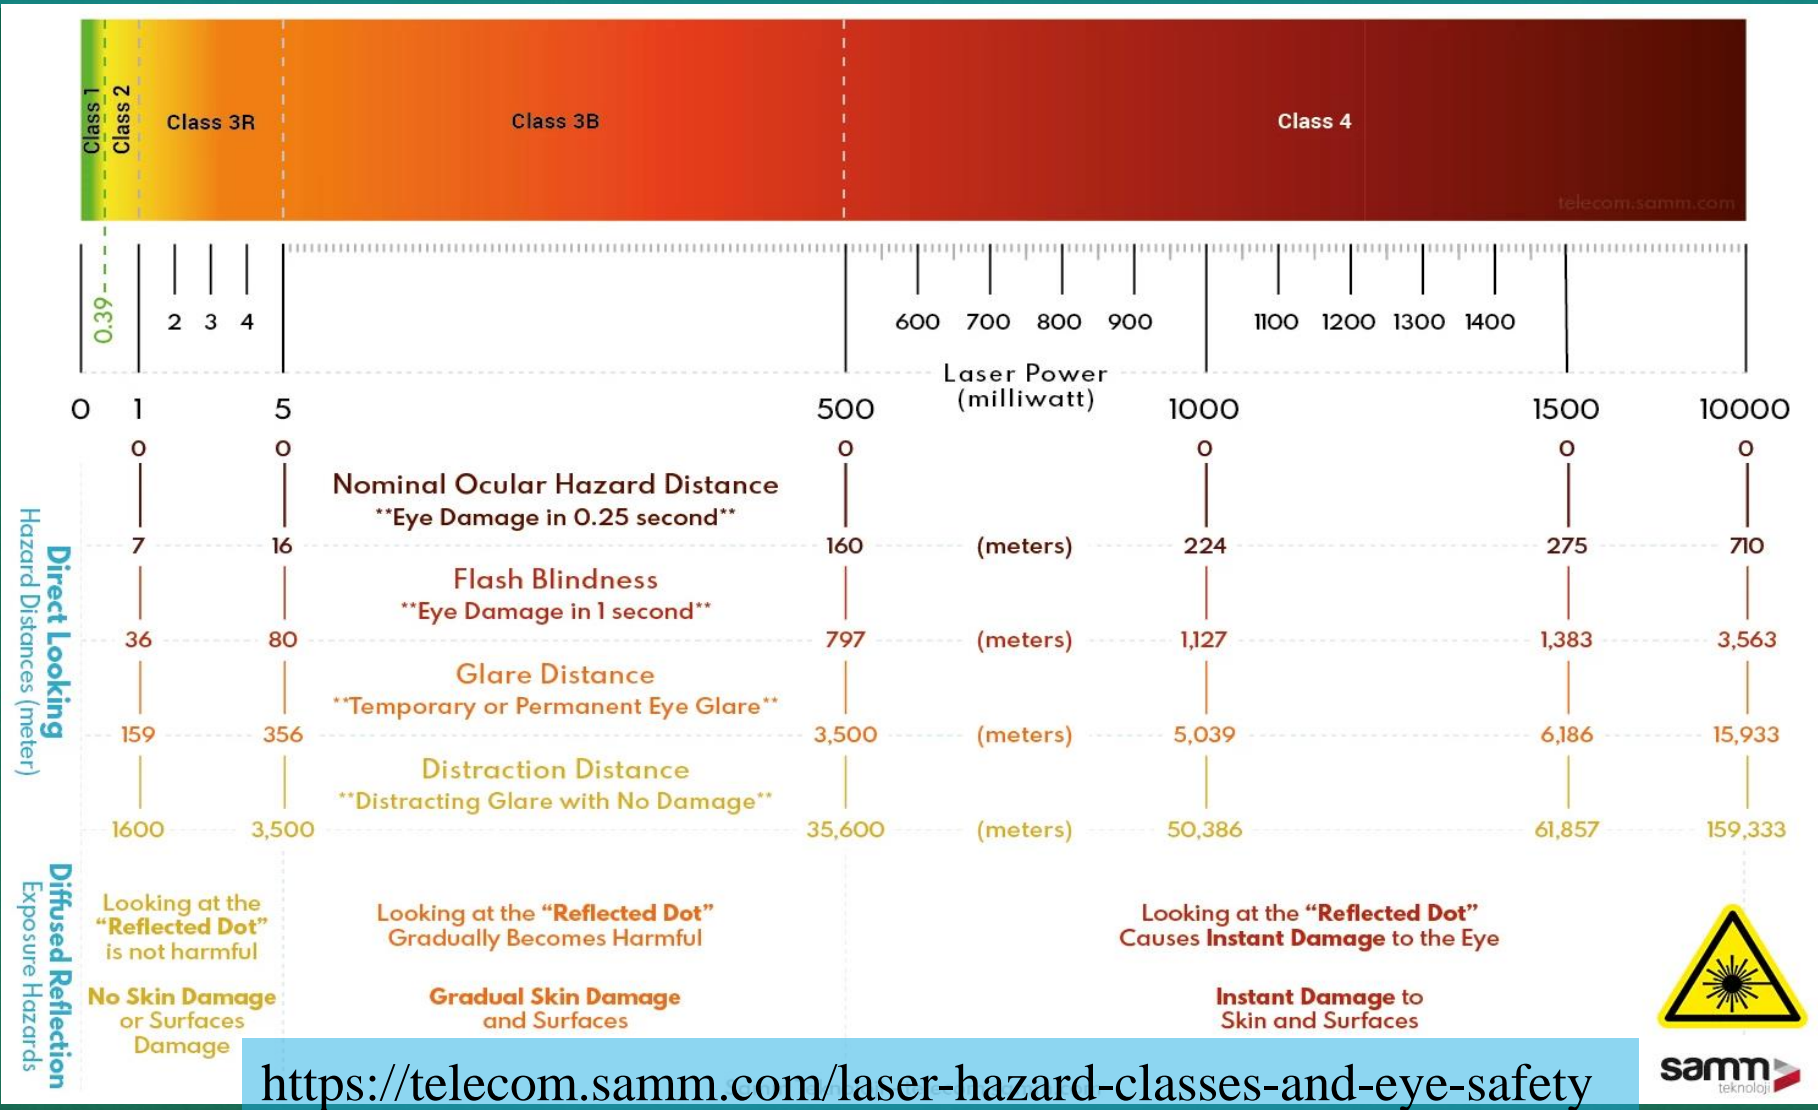 Class 1
Class 2
Class 3R
Class 3B
Class 4
telecom.samm.com
0.39
2 3 4
600 700 800 900
1100 1200 1300 1400
Laser Power
(milliwatt)
0 1 5 500 1000 1500 10000
0 0 0 0 0 0
Nominal Ocular Hazard Distance
**Eye Damage in 0.25 second**
7 16 160 (meters) 224 275 710
Flash Blindness
**Eye Damage in 1 second**
36 80 797 (meters) 1,127 1,383 3,563
Glare Distance
**Temporary or Permanent Eye Glare**
159 356 3,500 (meters) 5,039 6,186 15,933
Distraction Distance
**Distracting Glare with No Damage**
1600 3,500 35,600 (meters) 50,386 61,857 159,333
Direct Looking
Hazard Distances (meter)
Diffused Reflection
Exposure Hazards
Looking at the
“Reflected Dot”
is not harmful
No Skin Damage
or Surfaces
Damage
Looking at the “Reflected Dot”
Gradually Becomes Harmful
Gradual Skin Damage
and Surfaces
Looking at the “Reflected Dot”
Causes Instant Damage to the Eye
Instant Damage to
Skin and Surfaces
samm
teknoloji
https://telecom.samm.com/laser-hazard-classes-and-eye-safety